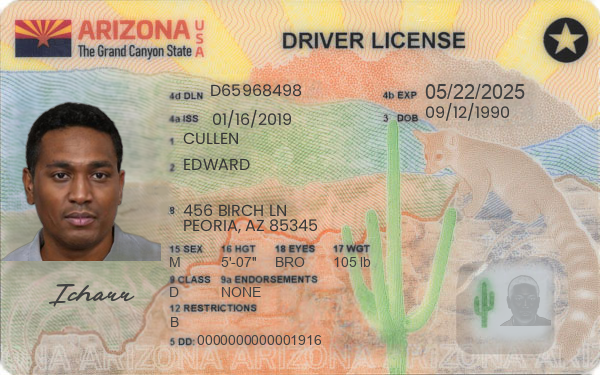 ARIZONA USA
The Grand Canyon State
DRIVER LICENSE
4d DLN D65968498
4b EXP 05/22/2025
4a ISS 01/16/2019
3 DOB 09/12/1990
1 CULLEN
2 EDWARD
8 456 BIRCH LN
PEORIA, AZ 85345
15 SEX 16 HGT 18 EYES 17 WGT
M 5'-07" BRO 105 lb
9 CLASS 9a ENDORSEMENTS
D NONE
12 RESTRICTIONS
B
5 DD: 0000000000001916
ARIZONA ARIZONA ARIZONA ARIZONA